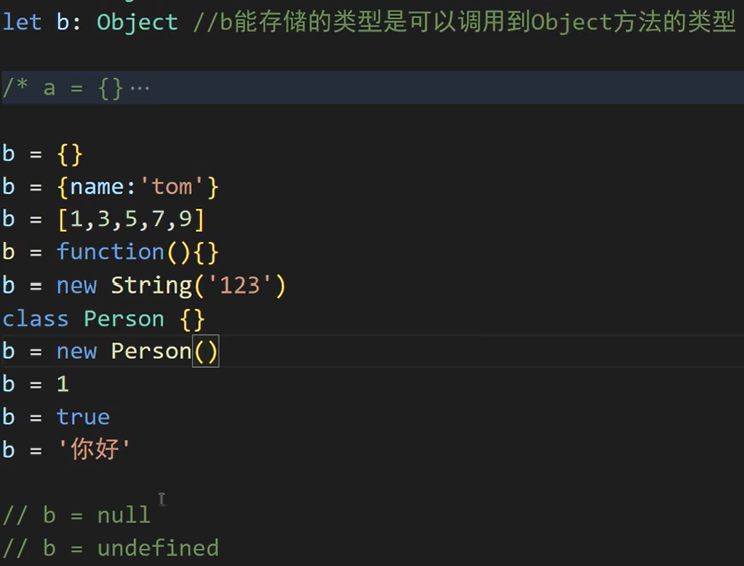 let b: Object //b能存储的类型是可以调用到Object方法的类型
/* a = {}···
b = {}
b = {name:'tom'}
b = [1,3,5,7,9]
b = function(){}
b = new String('123')
class Person {}
b = new Person()
b = 1
b = true
b = '你好'
// b = null
// b = undefined